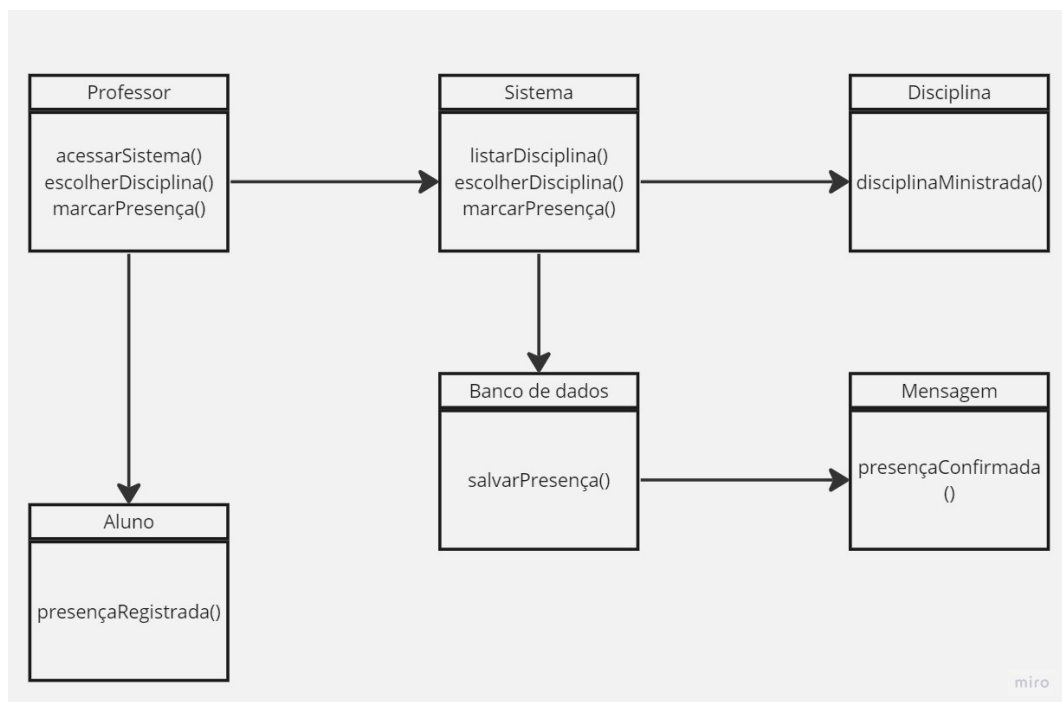 Professor
acessarSistema()
escolherDisciplina()
marcarPresença()
Sistema
listarDisciplina()
escolherDisciplina()
marcarPresença()
Disciplina
disciplinaMinistrada()
Banco de dados
salvarPresença()
Mensagem
presençaConfirmada
()
Aluno
presençaRegistrada()
miro